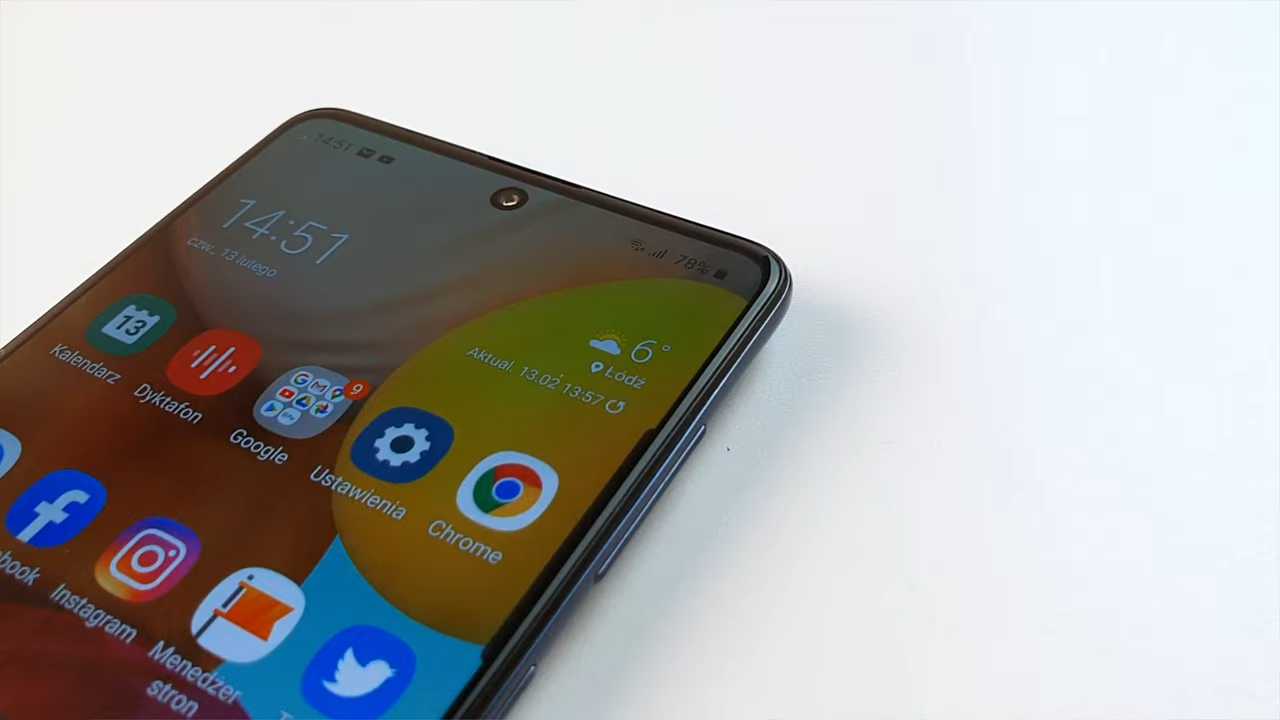 14:51
78%
14:51
czw., 13 lutego
6°
Łódź
Aktual. 13.02 13:57
13
Kalendarz
Dyktafon
9
Google
Ustawienia
Chrome
book
Instagram
Menedżer
stron